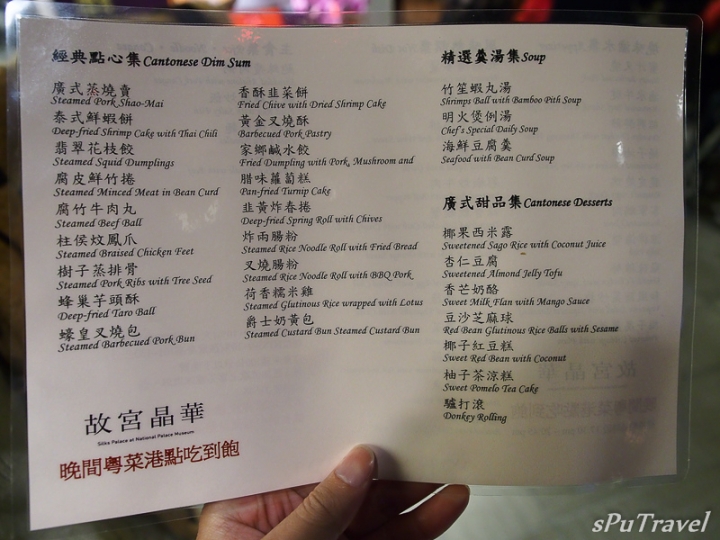 經典點心集 Cantonese Dim Sum
廣式蒸燒賣
Steamed Pork Shao-Mai
泰式鮮蝦餅
Deep-fried Shrimp Cake with Thai Chili
翡翠花枝餃
Steamed Squid Dumplings
腐皮鮮竹捲
Steamed Minced Meat in Bean Curd
腐竹牛肉丸
Steamed Beef Ball
柱侯炆鳳爪
Steamed Braised Chicken Feet
樹子蒸排骨
Steamed Pork Ribs with Tree Seed
蜂巢芋頭酥
Deep-fried Taro Ball
蠔皇叉燒包
Steamed Barbecued Pork Bun
香酥韭菜餅
Fried Chive with Dried Shrimp Cake
黃金叉燒酥
Barbecued Pork Pastry
家鄉鹹水餃
Fried Dumpling with Pork, Mushroom and
腊味蘿蔔糕
Pan-fried Turnip Cake
韭黃炸春捲
Deep-fried Spring Roll with Chives
炸兩腸粉
Steamed Rice Noodle Roll with Fried Bread
叉燒腸粉
Steamed Rice Noodle Roll with BBQ Pork
荷香糯米雞
Steamed Glutinous Rice wrapped with Lotus
爵士奶黃包
Steamed Custard Bun Steamed Custard Bun
精選羹湯集 Soup
竹笙蝦丸湯
Shrimps Ball with Bamboo Pith Soup
明火煲例湯
Chef's Special Daily Soup
海鮮豆腐羹
Seafood with Bean Curd Soup
廣式甜品集 Cantonese Desserts
椰果西米露
Sweetened Sago Rice with Coconut Juice
杏仁豆腐
Sweetened Almond Jelly Tofu
香芒奶酪
Sweet Milk Flan with Mango Sauce
豆沙芝麻球
Red Bean Glutinous Rice Balls with Sesame
椰子紅豆糕
Sweet Red Bean with Coconut
柚子茶涼糕
Sweet Pomelo Tea Cake
驢打滾
Donkey Rolling
故宮晶華
Silks Palace at National Palace Museum
晚間粵菜港點吃到飽
sPuTravel